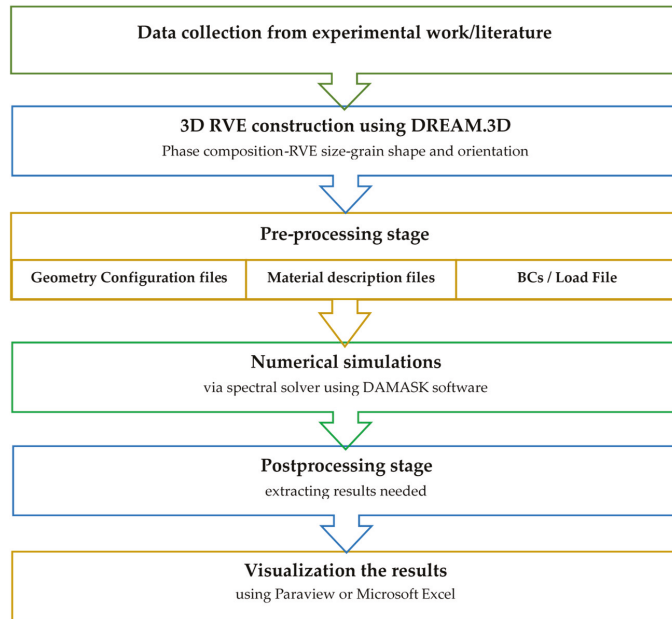 Data collection from experimental work/literature
3D RVE construction using DREAM.3D
Phase composition-RVE size-grain shape and orientation
Pre-processing stage
Geometry Configuration files
Material description files
BCs / Load File
Numerical simulations
via spectral solver using DAMASK software
Postprocessing stage
extracting results needed
Visualization the results
using Paraview or Microsoft Excel